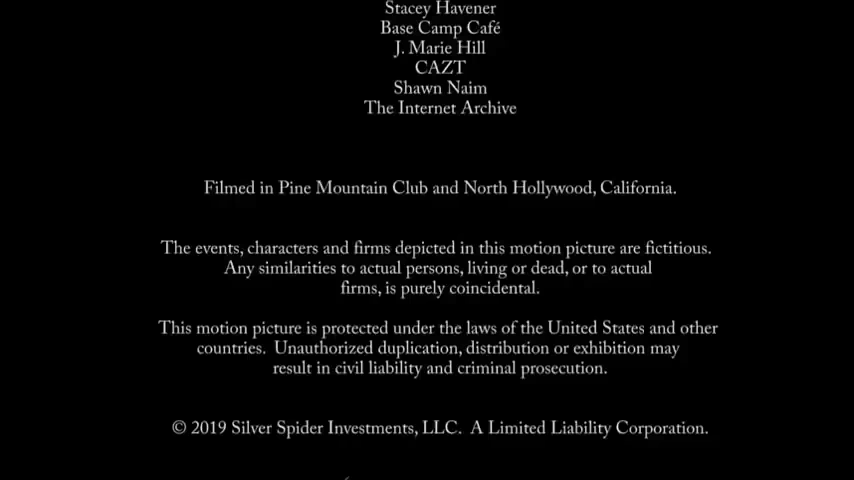 Stacey Havener
Base Camp Café
J. Marie Hill
CAZT
Shawn Naim
The Internet Archive
Filmed in Pine Mountain Club and North Hollywood, California.
The events, characters and firms depicted in this motion picture are fictitious.
Any similarities to actual persons, living or dead, or to actual
firms, is purely coincidental.
This motion picture is protected under the laws of the United States and other
countries.  Unauthorized duplication, distribution or exhibition may
result in civil liability and criminal prosecution.
© 2019 Silver Spider Investments, LLC.  A Limited Liability Corporation.